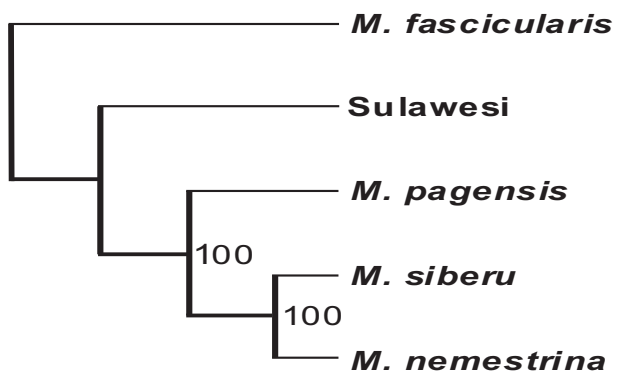 M. fascicularis
Sulawesi
M. pagensis
100
M. siberu
100
M. nemestrina